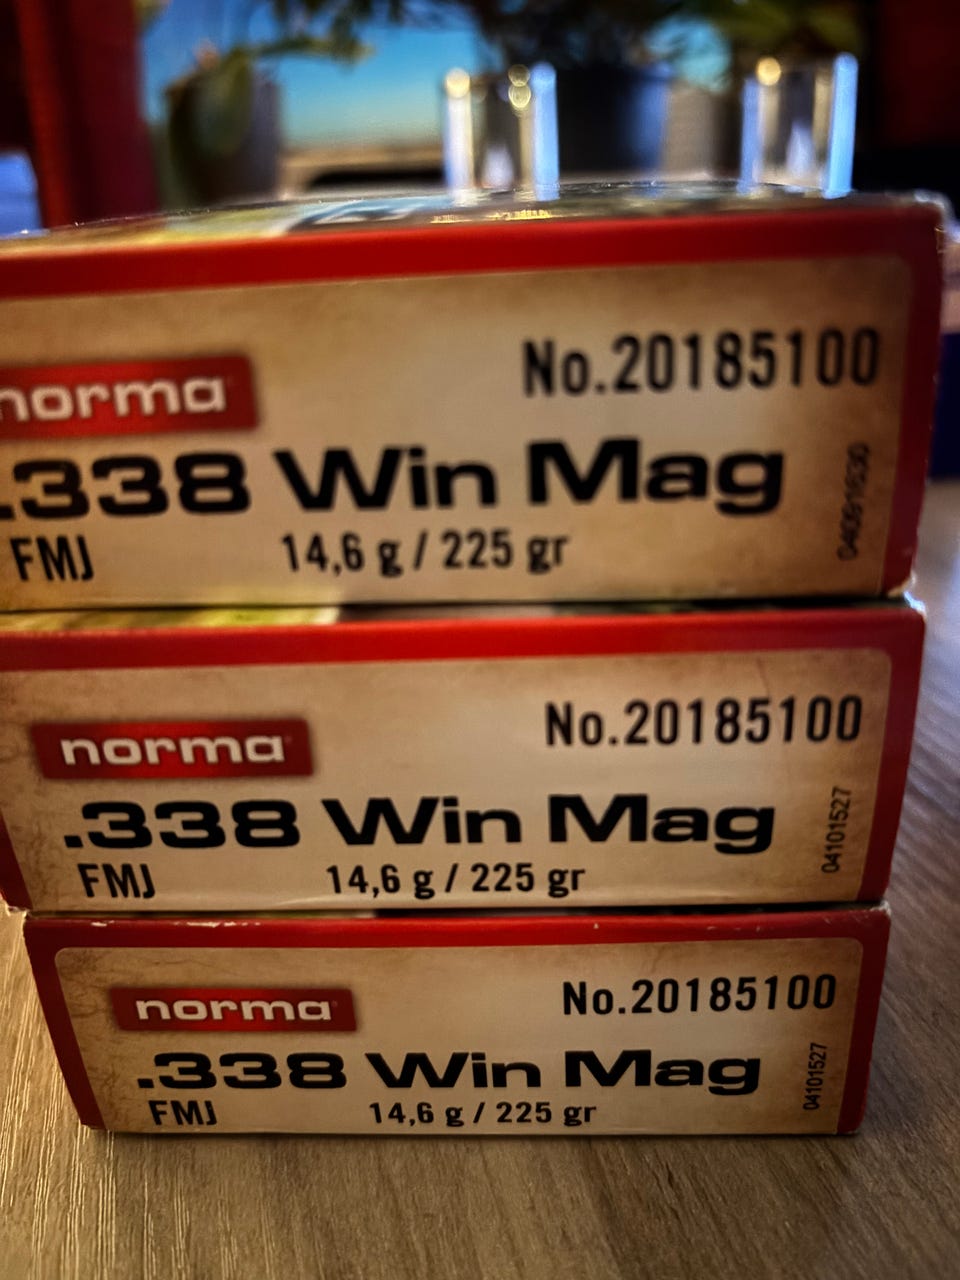 norma
No.20185100
.338 Win Mag
FMJ 14,6 g / 225 gr
norma
No.20185100
.338 Win Mag
FMJ 14,6 g / 225 gr
04101527
norma
No.20185100
.338 Win Mag
FMJ 14,6 g / 225 gr
04101527